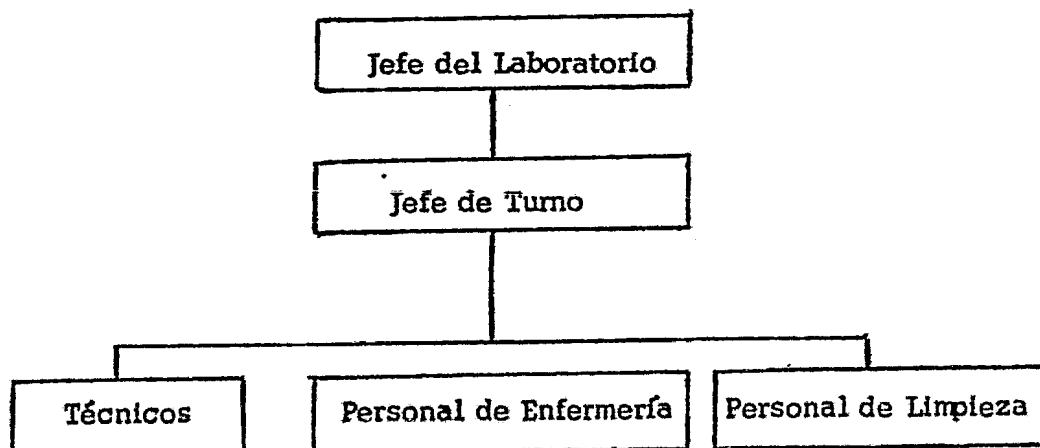 Jefe del Laboratorio
Jefe de Turno
Técnicos
Personal de Enfermería
Personal de Limpieza